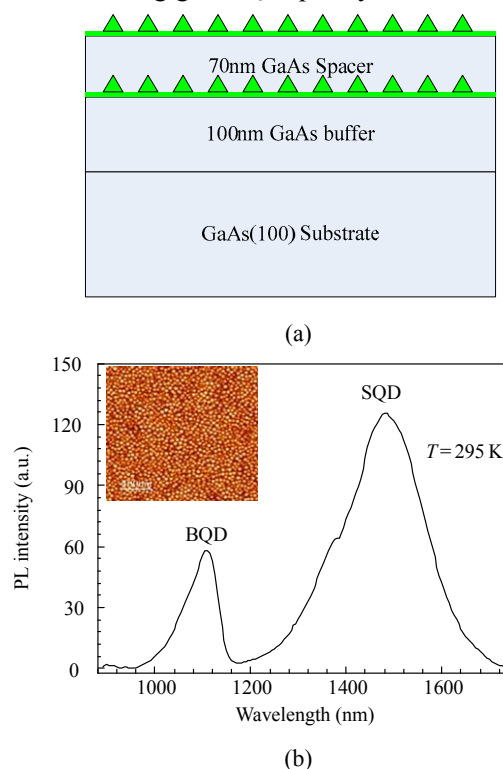 70nm GaAs Spacer
100nm GaAs buffer
GaAs(100) Substrate
(a)
150
120
90
60
30
0
PL intensity (a.u.)
SQD
T = 295 K
BQD
1000
1200
1400
1600
Wavelength (nm)
(b)